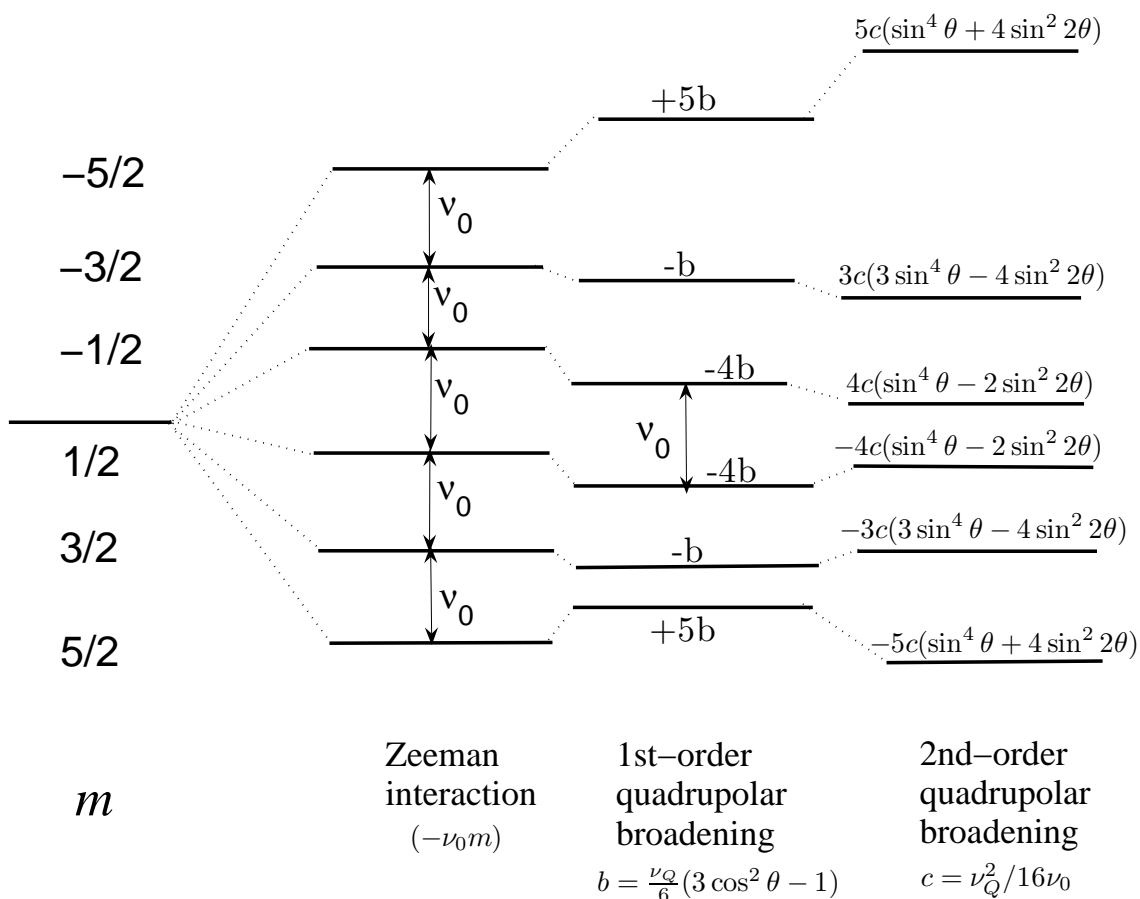 5c(sin⁴ θ + 4 sin² 2θ)
+5b
−5/2
ν₀
−3/2
-b
3c(3 sin⁴ θ − 4 sin² 2θ)
ν₀
−1/2
-4b
4c(sin⁴ θ − 2 sin² 2θ)
ν₀
ν₀
−4c(sin⁴ θ − 2 sin² 2θ)
1/2
-4b
ν₀
3/2
-b
−3c(3 sin⁴ θ − 4 sin² 2θ)
ν₀
5/2
+5b
−5c(sin⁴ θ + 4 sin² 2θ)
m
Zeeman
interaction
(−ν₀m)
1st−order
quadrupolar
broadening
b = ν_Q/6 (3 cos² θ − 1)
2nd−order
quadrupolar
broadening
c = ν_Q²/16ν₀